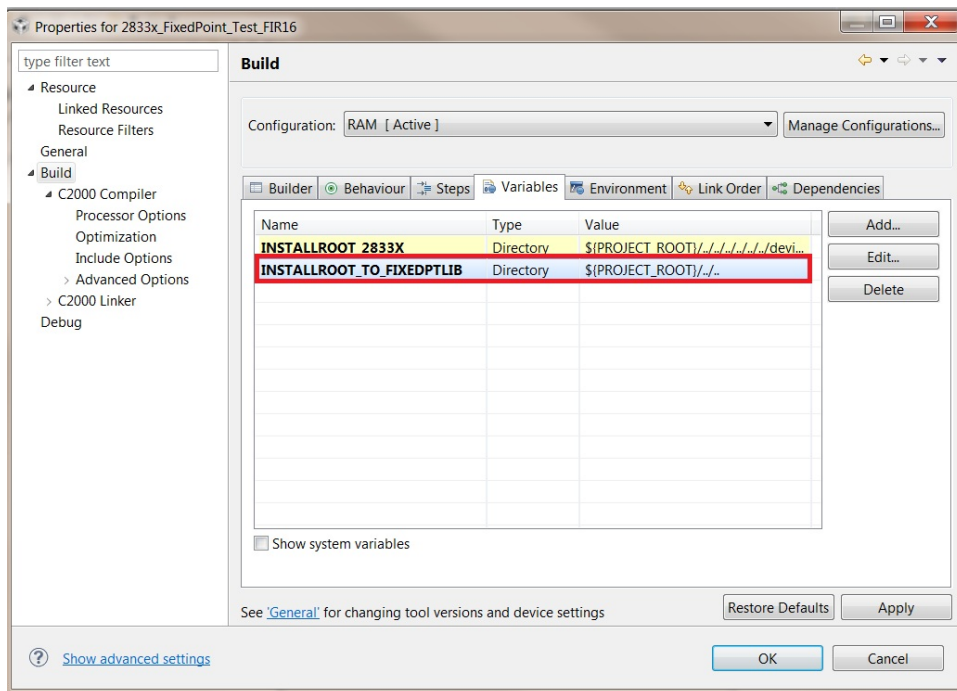 Properties for 2833x_FixedPoint_Test_FIR16
type filter text
Resource
Linked Resources
Resource Filters
General
Build
C2000 Compiler
Processor Options
Optimization
Include Options
Advanced Options
C2000 Linker
Debug
Build
Configuration: RAM [ Active ] Manage Configurations...
Builder Behaviour Steps Variables Environment Link Order Dependencies
Name Type Value
INSTALLROOT_2833X Directory ${PROJECT_ROOT}/../../../../../../devi...
INSTALLROOT_TO_FIXEDPTLIB Directory ${PROJECT_ROOT}/../..
Add...
Edit...
Delete
Show system variables
See 'General' for changing tool versions and device settings
Restore Defaults Apply
? Show advanced settings
OK Cancel